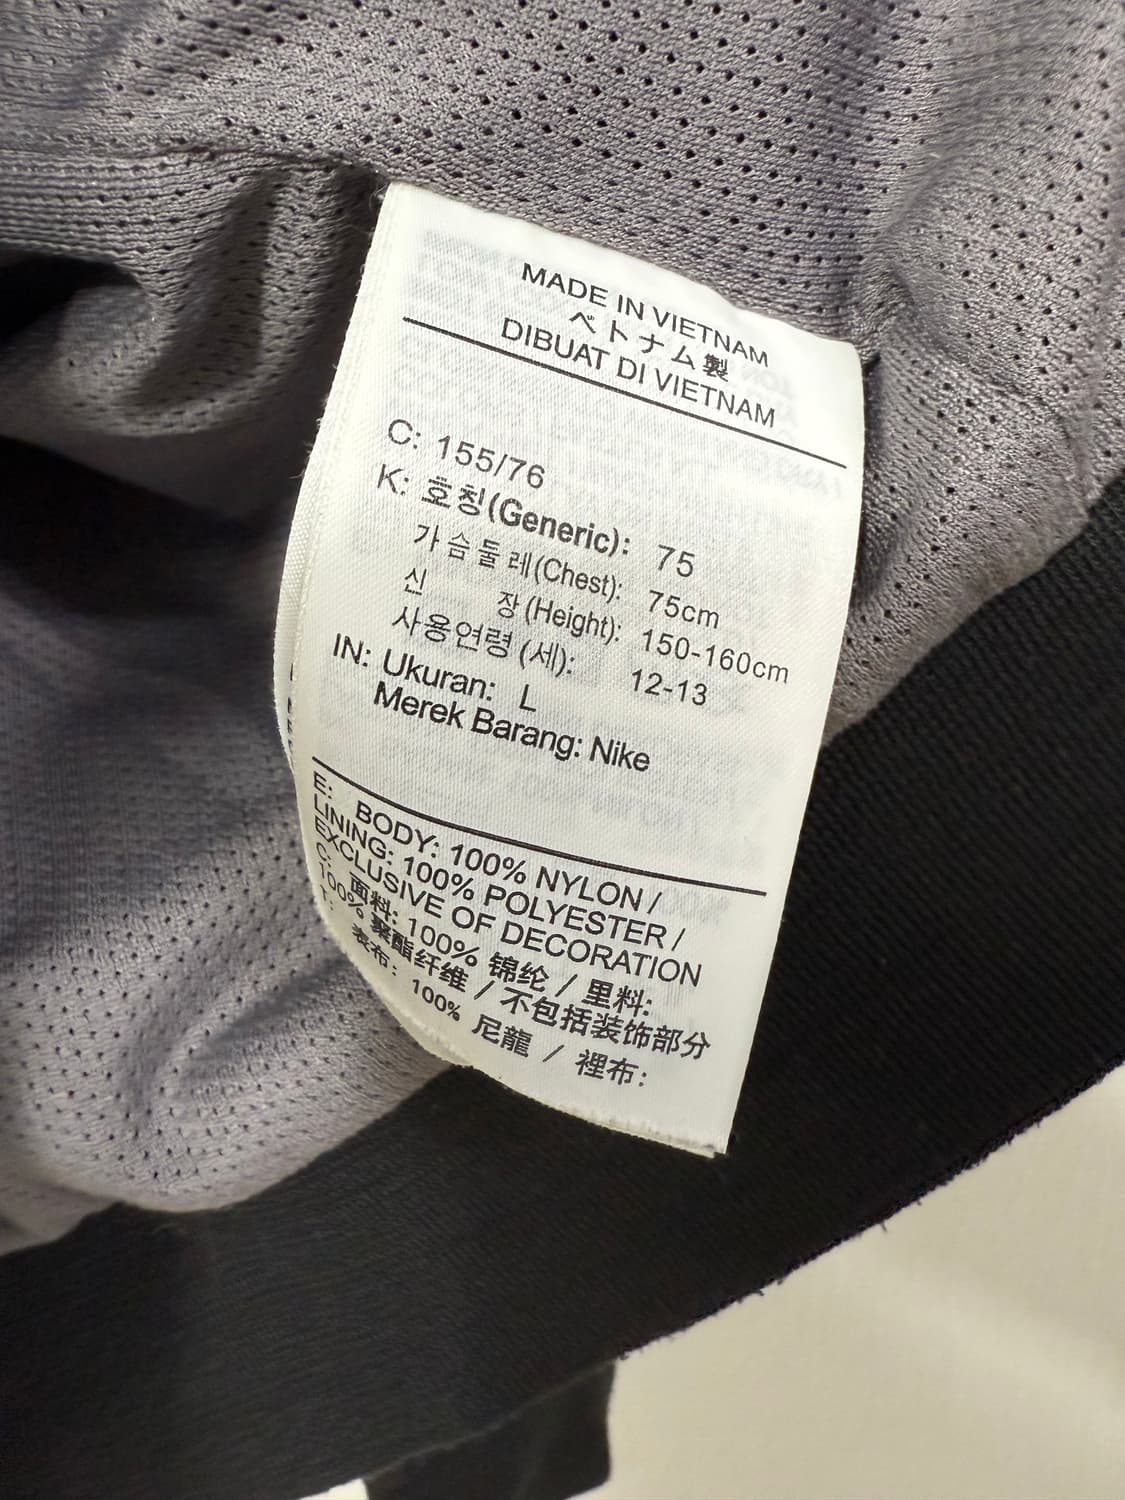 MADE IN VIETNAM
ベトナム製
DIBUAT DI VIETNAM
C: 155/76
K: 호칭(Generic): 75
가슴둘레(Chest): 75cm
신 장(Height): 150-160cm
사용연령(세): 12-13
IN: Ukuran: L
Merek Barang: Nike
E: BODY: 100% NYLON /
LINING: 100% POLYESTER /
EXCLUSIVE OF DECORATION
C: 面料: 100% 锦纶 / 里料:
100% 聚酯纤维 / 不包括装饰部分
T: 表布: 100% 尼龍 / 裡布: